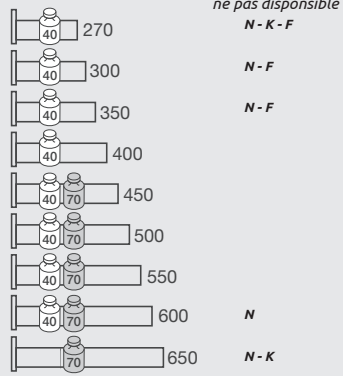 ne pas disponible
40 270 N - K - F
40 300 N - F
40 350 N - F
40 400
40 70 450
40 70 500
40 70 550
40 70 600 N
70 650 N - K